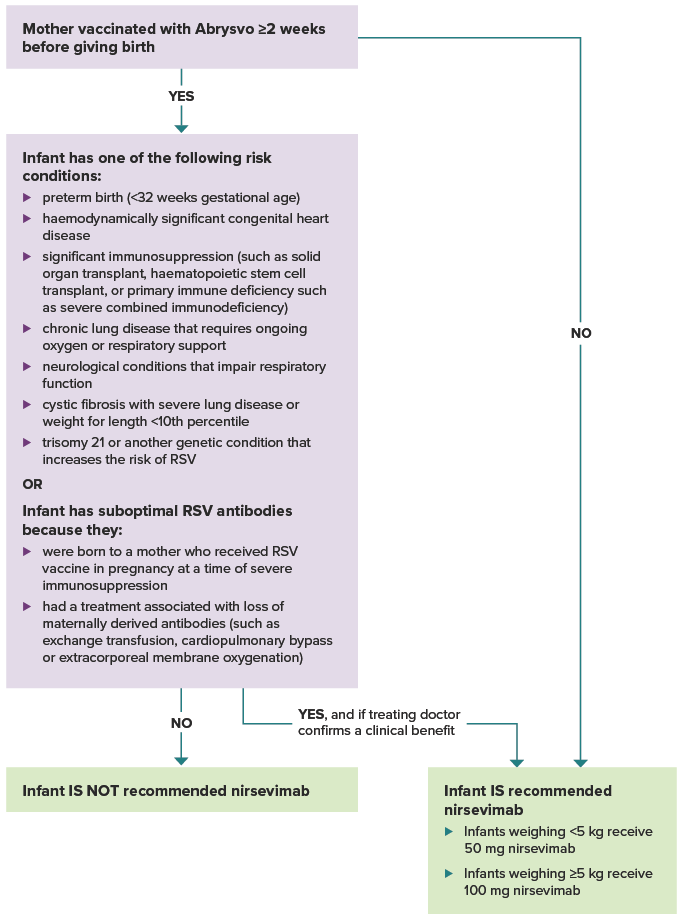 Mother vaccinated with Abrysvo ≥2 weeks
before giving birth
YES
Infant has one of the following risk
conditions:
preterm birth (<32 weeks gestational age)
haemodynamically significant congenital heart
disease
significant immunosuppression (such as solid
organ transplant, haematopoietic stem cell
transplant, or primary immune deficiency such
as severe combined immunodeficiency)
chronic lung disease that requires ongoing
oxygen or respiratory support
neurological conditions that impair respiratory
function
cystic fibrosis with severe lung disease or
weight for length <10th percentile
trisomy 21 or another genetic condition that
increases the risk of RSV
OR
Infant has suboptimal RSV antibodies
because they:
were born to a mother who received RSV
vaccine in pregnancy at a time of severe
immunosuppression
had a treatment associated with loss of
maternally derived antibodies (such as
exchange transfusion, cardiopulmonary bypass
or extracorporeal membrane oxygenation)
NO
NO
YES, and if treating doctor
confirms a clinical benefit
Infant IS NOT recommended nirsevimab
Infant IS recommended
nirsevimab
Infants weighing <5 kg receive
50 mg nirsevimab
Infants weighing ≥5 kg receive
100 mg nirsevimab